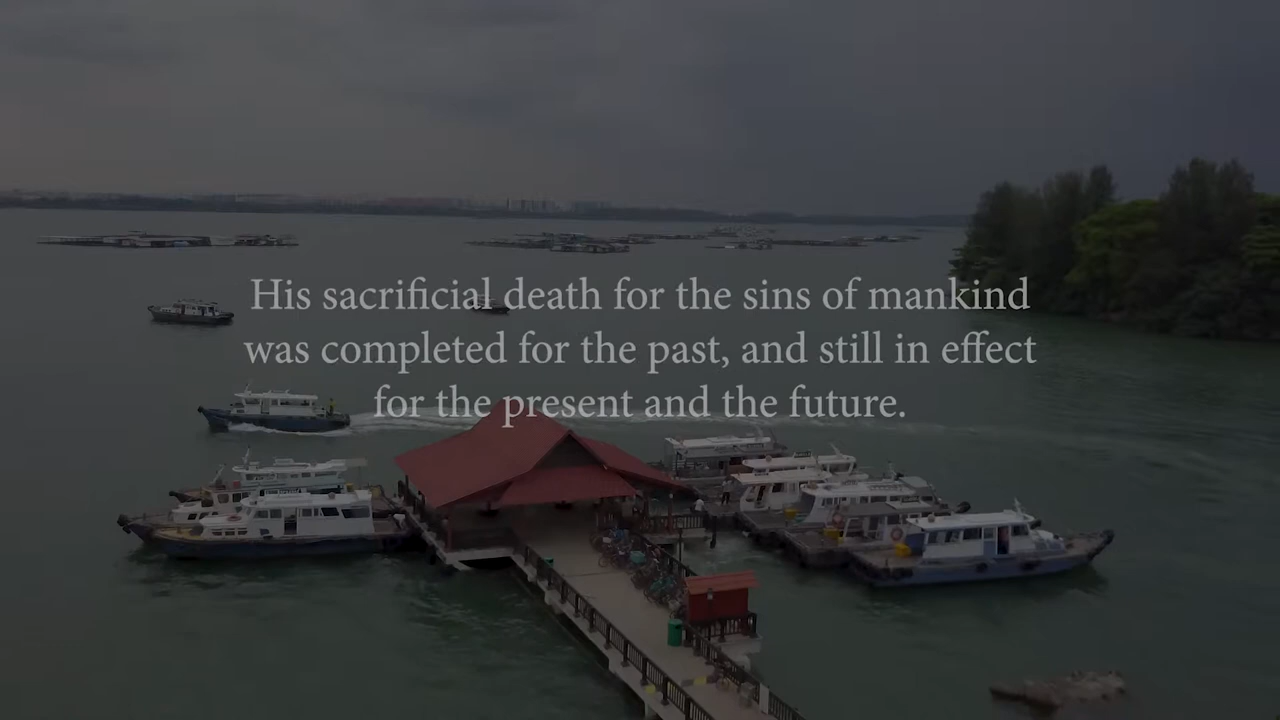 His sacrificial death for the sins of mankind
was completed for the past, and still in effect
for the present and the future.